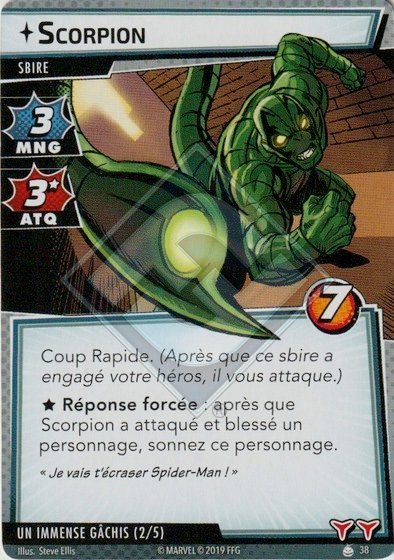 SCORPION
SBIRE
3
MNG
3★
ATQ
7
Coup Rapide. (Après que ce sbire a
engagé votre héros, il vous attaque.)
★ Réponse forcée : après que
Scorpion a attaqué et blessé un
personnage, sonnez ce personnage.
« Je vais t'écraser Spider-Man ! »
UN IMMENSE GÂCHIS (2/5)
Illus. Steve Ellis
© MARVEL © 2019 FFG
38